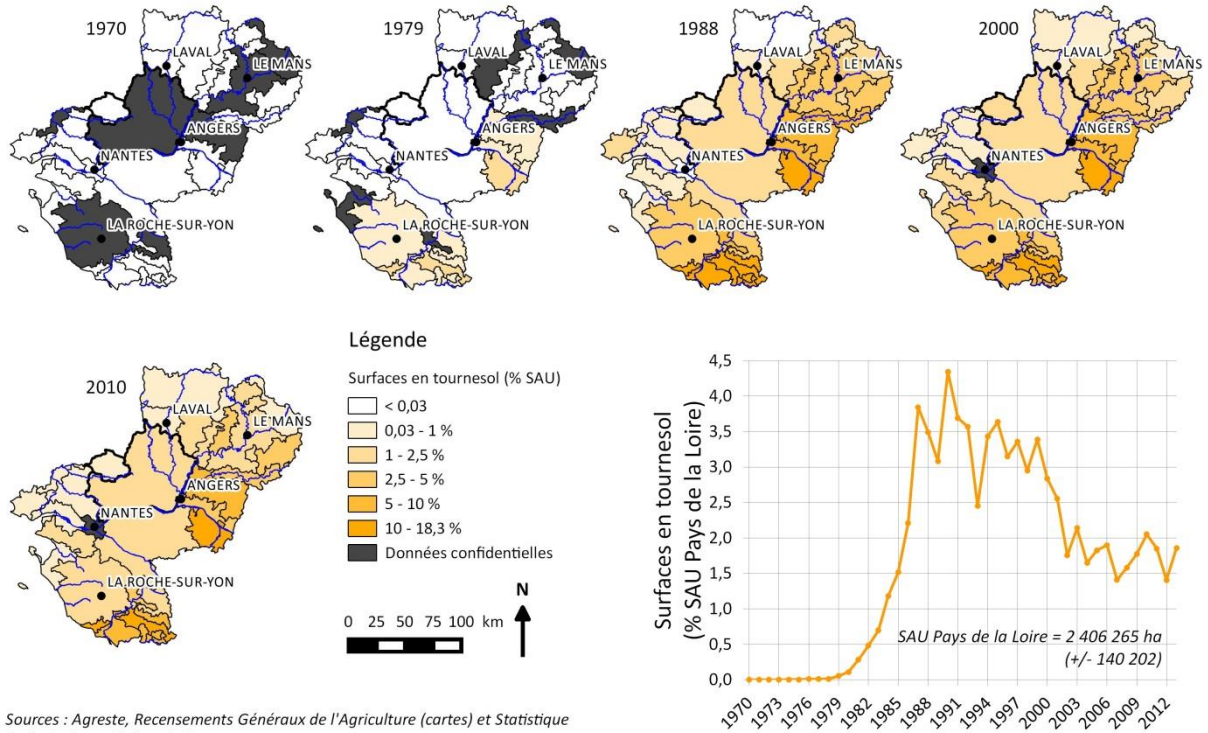 1970
LAVAL
LE MANS
ANGERS
NANTES
LA ROCHE-SUR-YON
1979
LAVAL
LE MANS
ANGERS
NANTES
LA ROCHE-SUR-YON
1988
LAVAL
LE MANS
ANGERS
NANTES
LA ROCHE-SUR-YON
2000
LAVAL
LE MANS
ANGERS
NANTES
LA ROCHE-SUR-YON
2010
LAVAL
LE MANS
ANGERS
NANTES
LA ROCHE-SUR-YON
Légende
Surfaces en tournesol (% SAU)
< 0,03
0,03 - 1 %
1 - 2,5 %
2,5 - 5 %
5 - 10 %
10 - 18,3 %
Données confidentielles
N
0 25 50 75 100 km
Surfaces en tournesol
(% SAU Pays de la Loire)
4,5
4,0
3,5
3,0
2,5
2,0
1,5
1,0
0,5
0,0
SAU Pays de la Loire = 2 406 265 ha
(+/- 140 202)
1970 1973 1976 1979 1982 1985 1988 1991 1994 1997 2000 2003 2006 2009 2012
Sources : Agreste, Recensements Généraux de l'Agriculture (cartes) et Statistique